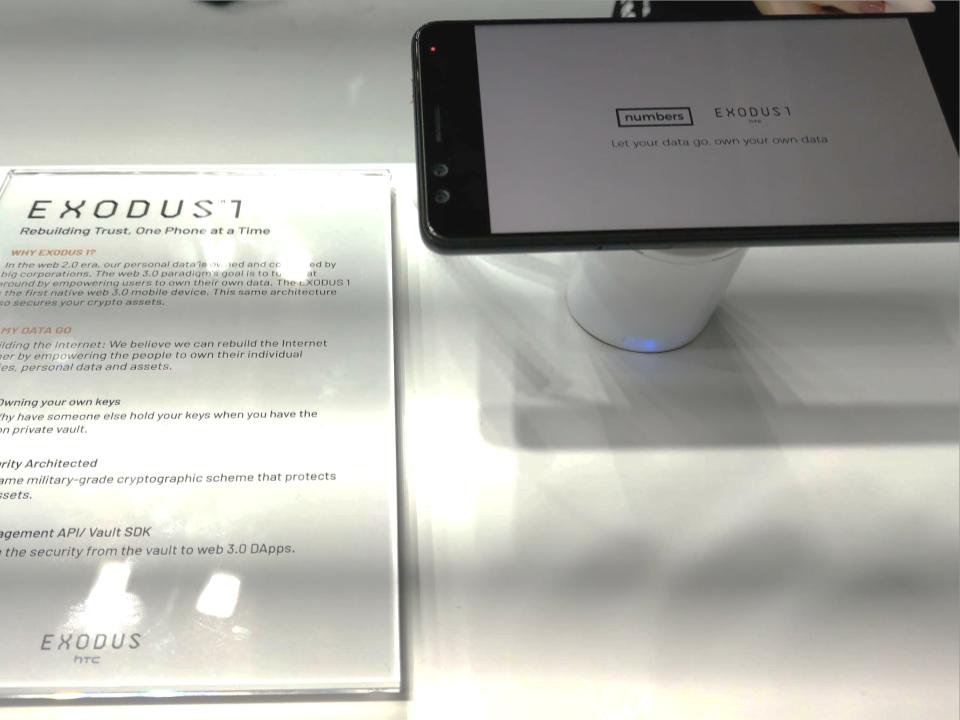 EXODUS 1
Rebuilding Trust, One Phone at a Time
WHY EXODUS 1?
In the web 2.0 era, our personal data is owned and by
big corporations. The web 3.0 paradigm's goal is to
around by empowering users to own their own data. The EXODUS 1
the first native web 3.0 mobile device. This same architecture
so secures your crypto assets.
MY DATA GO
ilding the Internet: We believe we can rebuild the Internet
er by empowering the people to own their individual
ies, personal data and assets.
Owning your own keys
Why have someone else hold your keys when you have the
n private vault.
rity Architected
ame military-grade cryptographic scheme that protects
ssets.
agement API/ Vault SDK
the security from the vault to web 3.0 DApps.
EXODUS
hTC
numbers EXODUS 1
hTC
Let your data go, own your own data